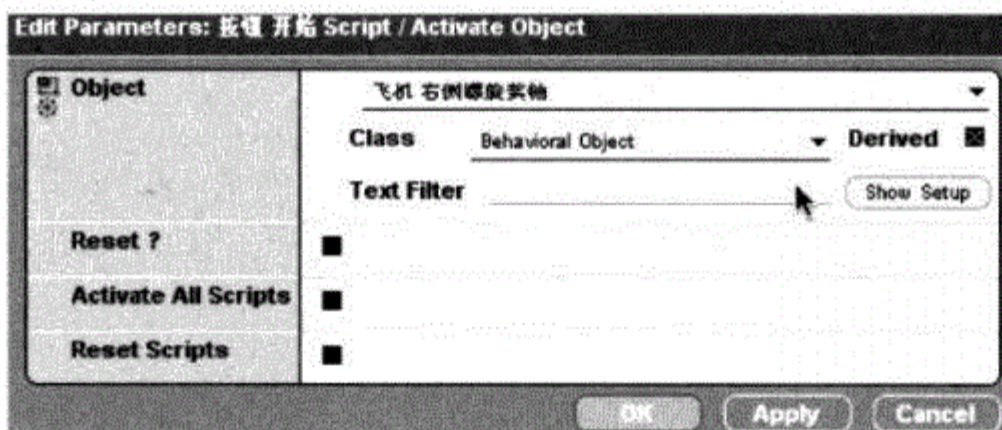 Edit Parameters: 按钮 开始 Script / Activate Object
Object
飞机 右侧螺旋桨轴
Class Behavioral Object Derived
Text Filter Show Setup
Reset ?
Activate All Scripts
Reset Scripts
OK Apply Cancel